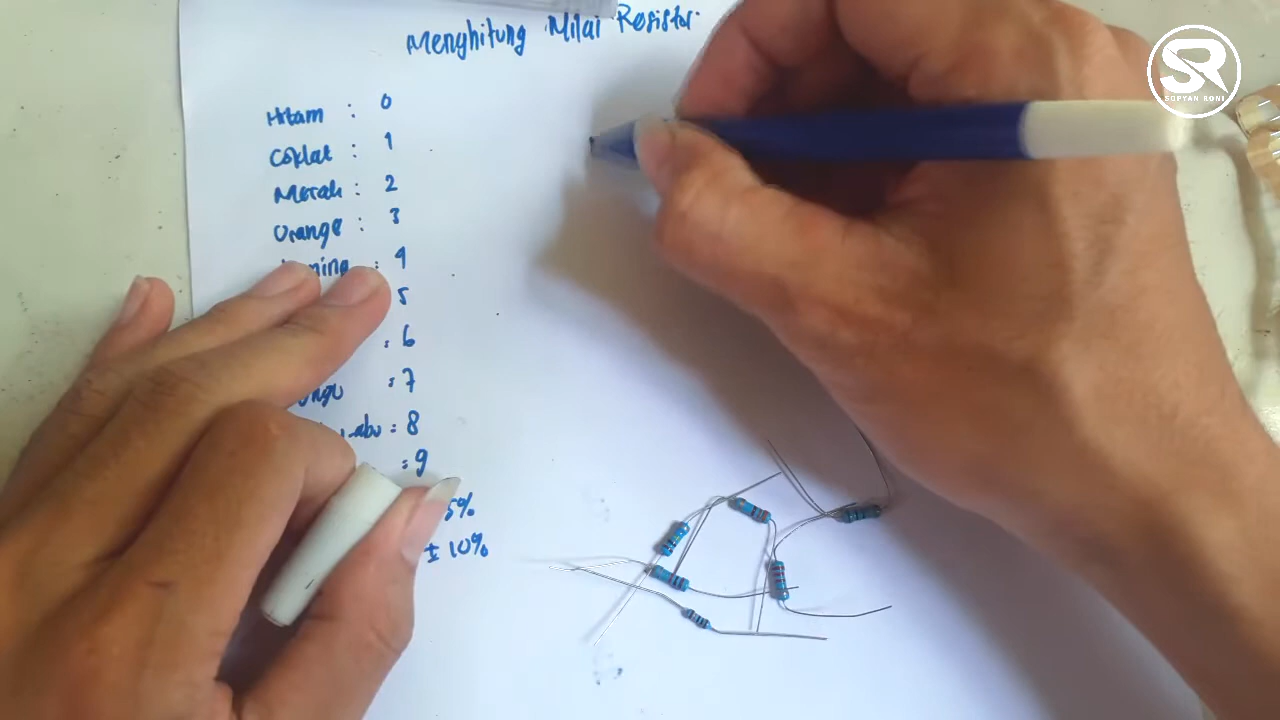 Menghitung Nilai Resistor
Hitam : 0
Coklat : 1
Merah : 2
Orange : 3
: 4
5
: 6
: 7
-abu : 8
: 9
5%
± 10%
SR
SOPYAN RONI